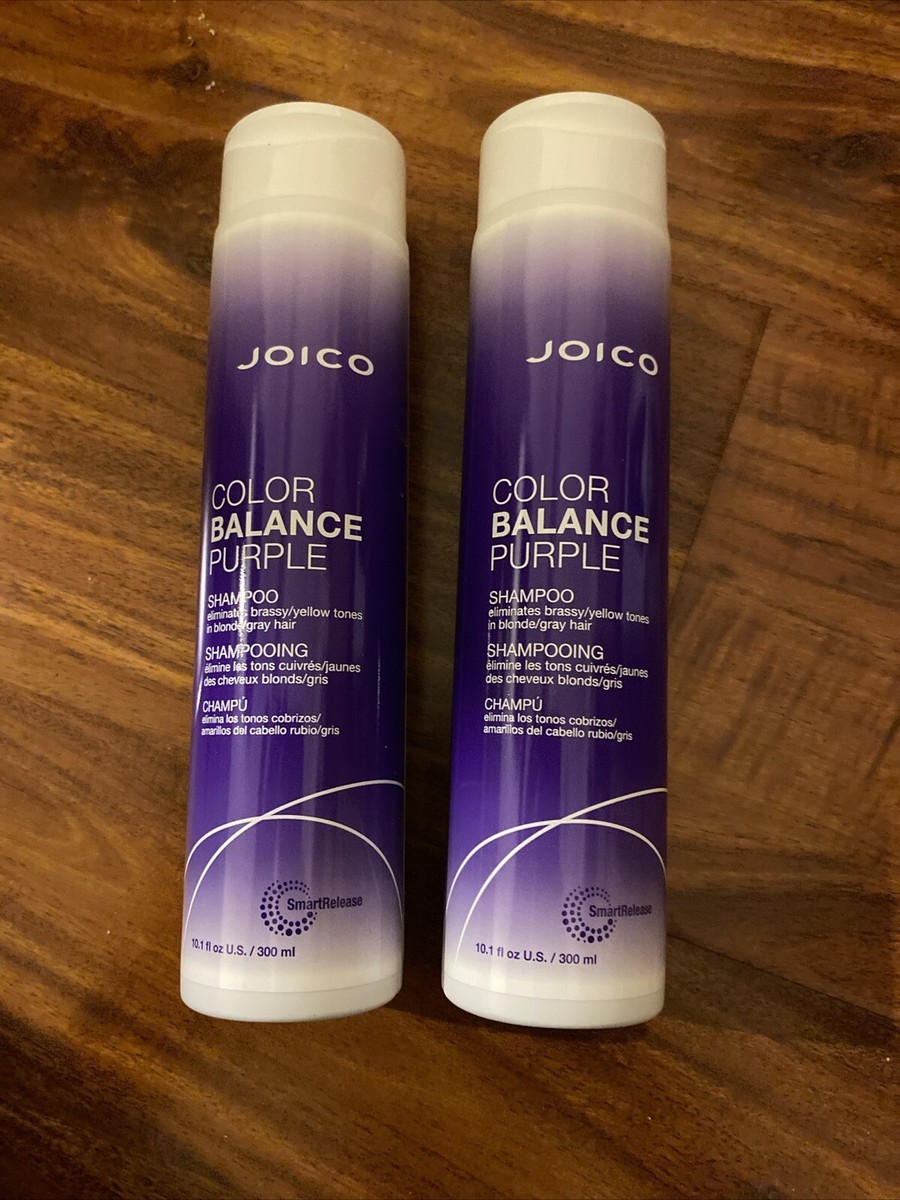 JOICO
COLOR
BALANCE
PURPLE
SHAMPOO
eliminates brassy/yellow tones
in blonde/gray hair
SHAMPOOING
élimine les tons cuivrés/jaunes
des cheveux blonds/gris
CHAMPÚ
elimina los tonos cobrizos/
amarillos del cabello rubio/gris
SmartRelease
10.1 fl oz U.S. / 300 ml
JOICO
COLOR
BALANCE
PURPLE
SHAMPOO
eliminates brassy/yellow tones
in blonde/gray hair
SHAMPOOING
élimine les tons cuivrés/jaunes
des cheveux blonds/gris
CHAMPÚ
elimina los tonos cobrizos/
amarillos del cabello rubio/gris
SmartRelease
10.1 fl oz U.S. / 300 ml